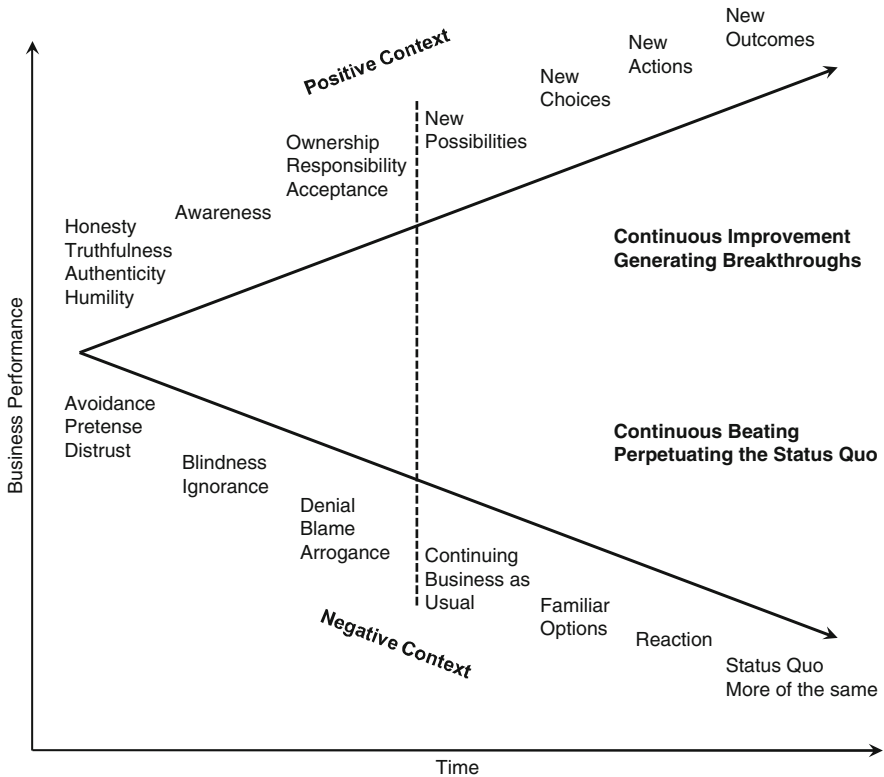 New
Outcomes
New
Actions
Positive Context
New
Choices
New
Possibilities
Ownership
Responsibility
Acceptance
Awareness
Honesty
Truthfulness
Authenticity
Humility
Continuous Improvement
Generating Breakthroughs
Business Performance
Avoidance
Pretense
Distrust
Continuous Beating
Perpetuating the Status Quo
Blindness
Ignorance
Denial
Blame
Arrogance
Continuing
Business as
Usual
Familiar
Options
Negative Context
Reaction
Status Quo
More of the same
Time